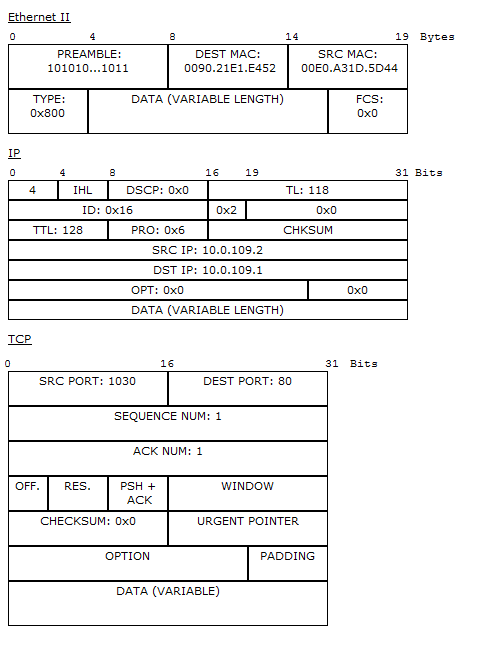 Ethernet II
0 4 8 14 19 Bytes
PREAMBLE: DEST MAC: SRC MAC:
101010...1011 0090.21E1.E452 00E0.A31D.5D44
TYPE: DATA (VARIABLE LENGTH) FCS:
0x800 0x0
IP
0 4 8 16 19 31 Bits
4 IHL DSCP: 0x0 TL: 118
ID: 0x16 0x2 0x0
TTL: 128 PRO: 0x6 CHKSUM
SRC IP: 10.0.109.2
DST IP: 10.0.109.1
OPT: 0x0 0x0
DATA (VARIABLE LENGTH)
TCP
0 16 31 Bits
SRC PORT: 1030 DEST PORT: 80
SEQUENCE NUM: 1
ACK NUM: 1
OFF. RES. PSH + WINDOW
ACK
CHECKSUM: 0x0 URGENT POINTER
OPTION PADDING
DATA (VARIABLE)